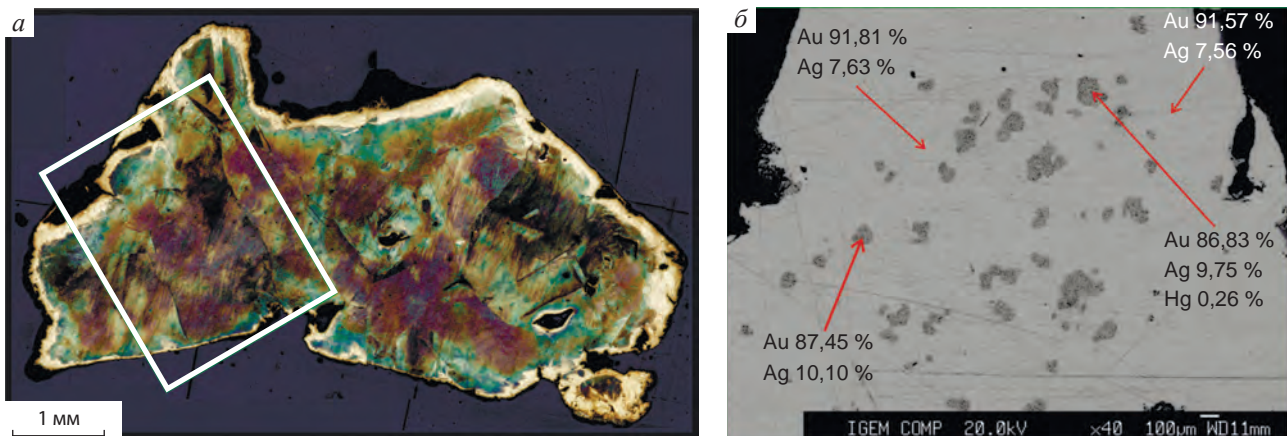 а
1 мм
б
Au 91,81 %
Ag 7,63 %
Au 91,57 %
Ag 7,56 %
Au 86,83 %
Ag 9,75 %
Hg 0,26 %
Au 87,45 %
Ag 10,10 %
IGEM COMP 20.0kV x40 100µm WD11mm